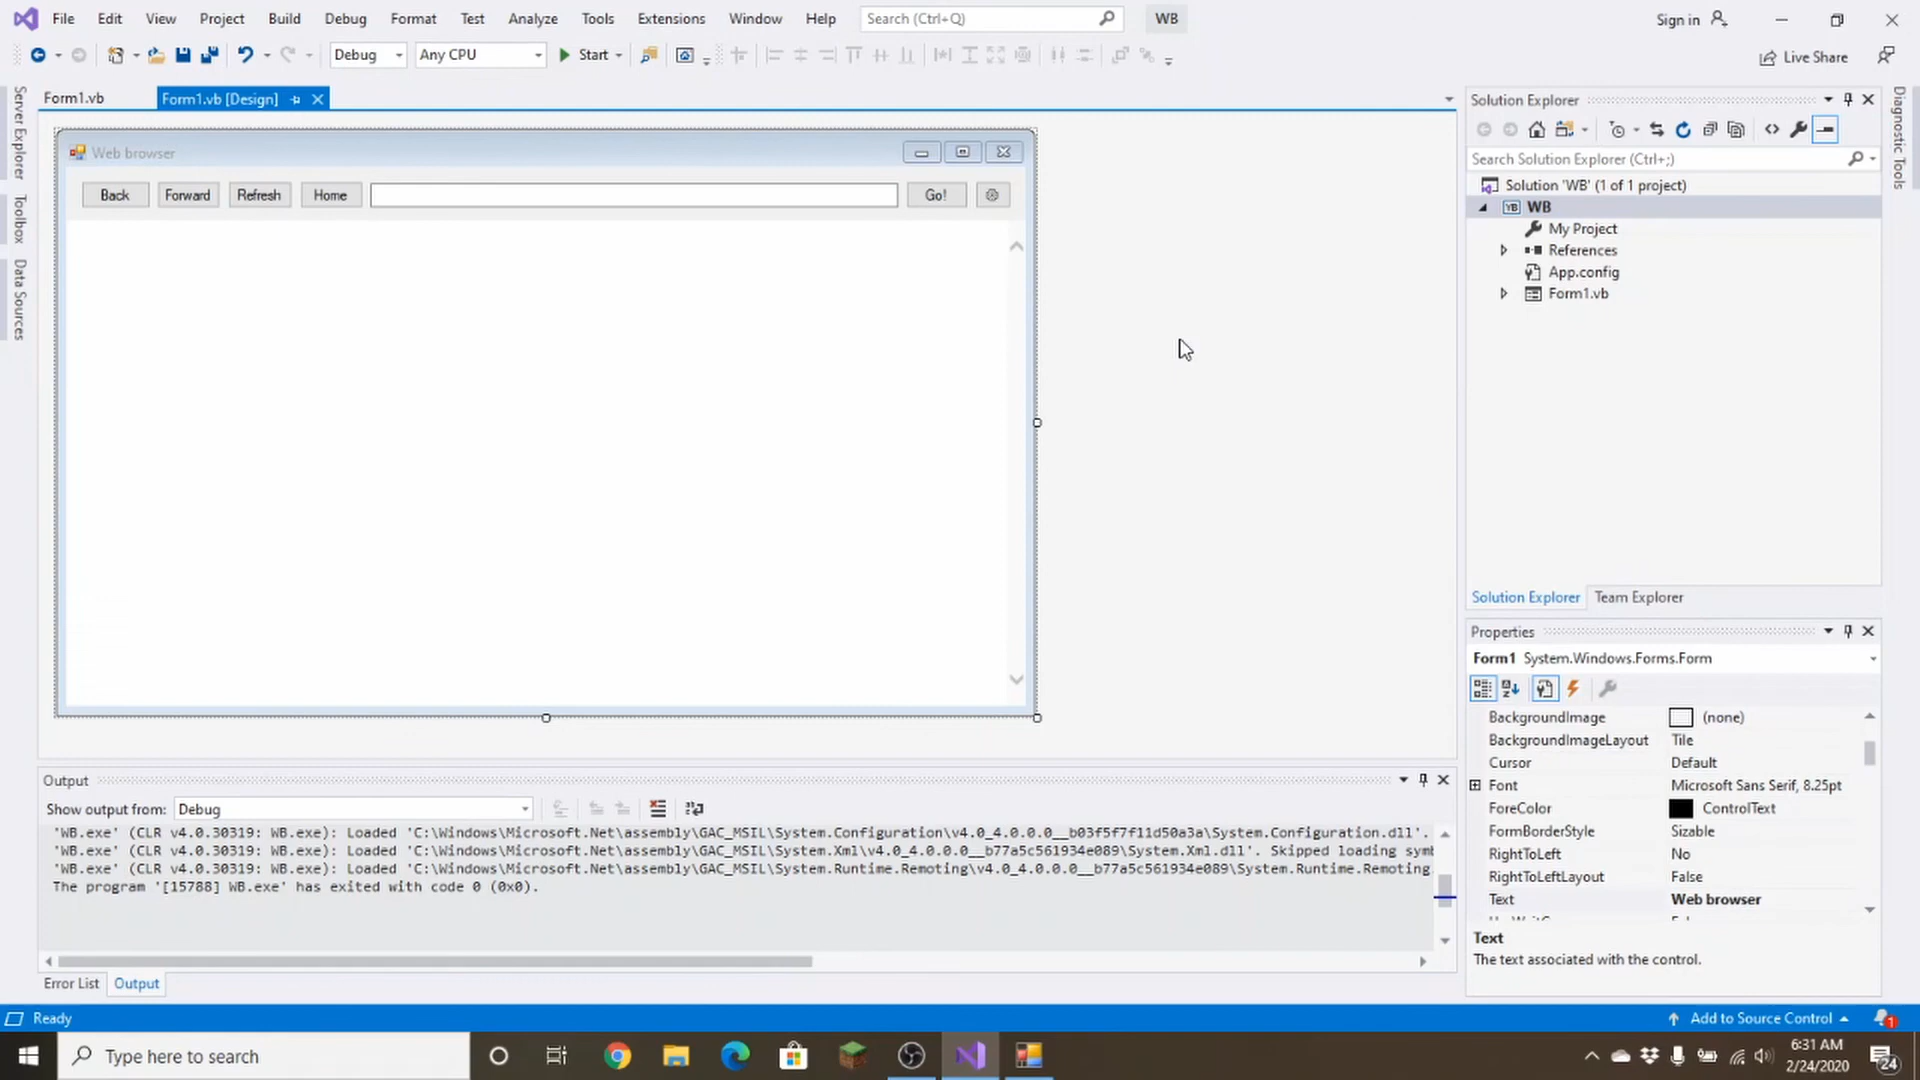 File Edit View Project Build Debug Format Test Analyze Tools Extensions Window Help Search (Ctrl+Q) WB Sign in
Debug Any CPU Start Live Share
Server Explorer
Toolbox
Data Sources
Form1.vb Form1.vb [Design]
Web browser
Back Forward Refresh Home Go!
Solution Explorer
Search Solution Explorer (Ctrl+;)
Solution 'WB' (1 of 1 project)
VB WB
My Project
References
App.config
Form1.vb
Solution Explorer Team Explorer
Diagnostic Tools
Properties
Form1 System.Windows.Forms.Form
BackgroundImage (none)
BackgroundImageLayout Tile
Cursor Default
Font Microsoft Sans Serif, 8.25pt
ForeColor ControlText
FormBorderStyle Sizable
RightToLeft No
RightToLeftLayout False
Text Web browser
Text
The text associated with the control.
Output
Show output from: Debug
'WB.exe' (CLR v4.0.30319: WB.exe): Loaded 'C:\Windows\Microsoft.Net\assembly\GAC_MSIL\System.Configuration\v4.0_4.0.0.0__b03f5f7f11d50a3a\System.Configuration.dll'.
'WB.exe' (CLR v4.0.30319: WB.exe): Loaded 'C:\Windows\Microsoft.Net\assembly\GAC_MSIL\System.Xml\v4.0_4.0.0.0__b77a5c561934e089\System.Xml.dll'. Skipped loading sym
'WB.exe' (CLR v4.0.30319: WB.exe): Loaded 'C:\Windows\Microsoft.Net\assembly\GAC_MSIL\System.Runtime.Remoting\v4.0_4.0.0.0__b77a5c561934e089\System.Runtime.Remoting
The program '[15788] WB.exe' has exited with code 0 (0x0).
Error List Output
Ready Add to Source Control 1
Type here to search
6:31 AM
2/24/2020
24